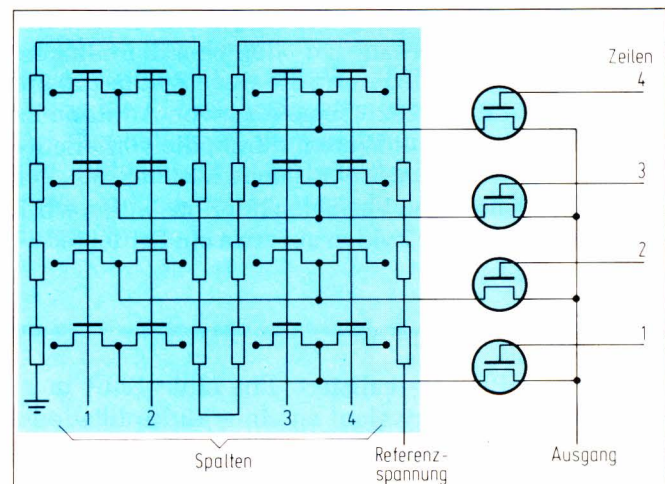 Zeilen
4
3
2
1
1 2 3 4
Spalten
Referenz-
spannung
Ausgang